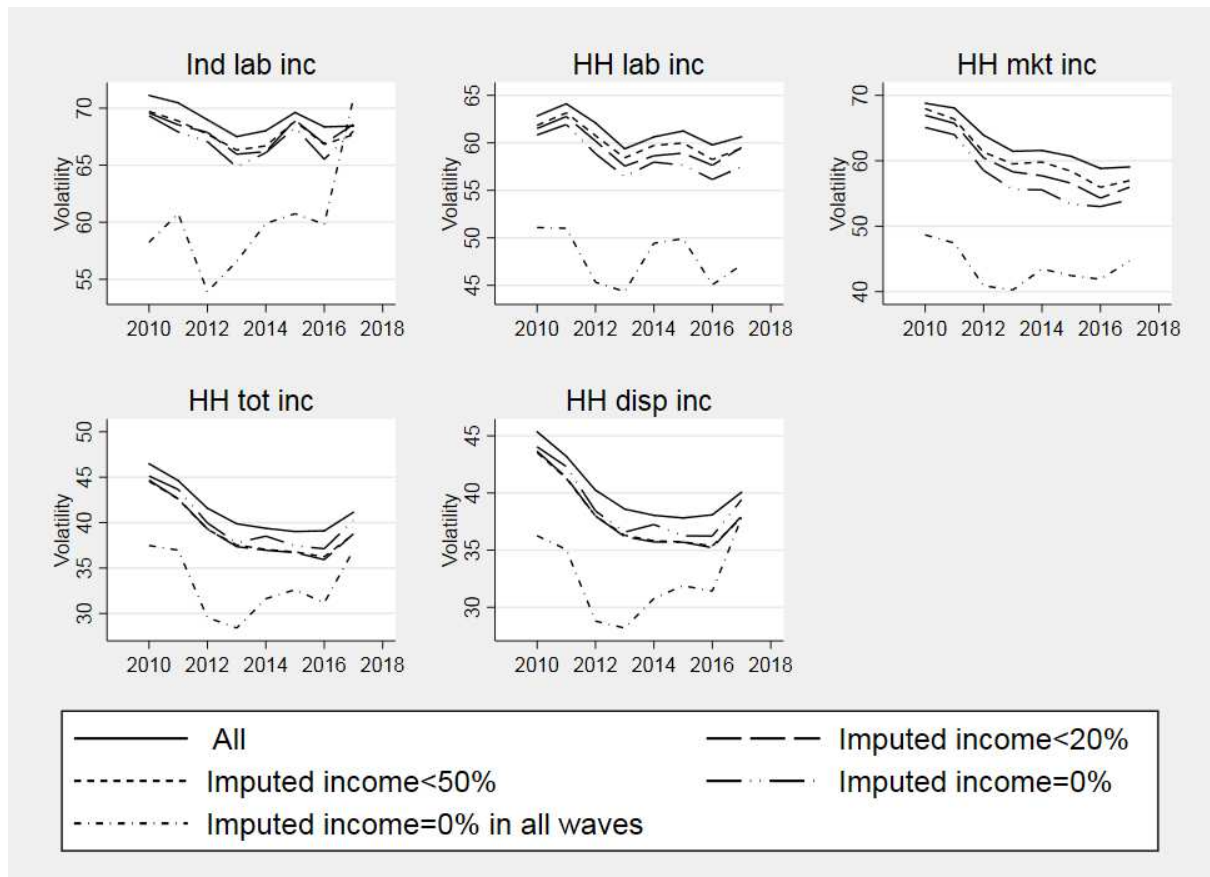 Ind lab inc
Volatility
55 60 65 70
2010 2012 2014 2016 2018
HH lab inc
Volatility
45 50 55 60 65
2010 2012 2014 2016 2018
HH mkt inc
Volatility
40 50 60 70
2010 2012 2014 2016 2018
HH tot inc
Volatility
30 35 40 45 50
2010 2012 2014 2016 2018
HH disp inc
Volatility
30 35 40 45
2010 2012 2014 2016 2018
All
Imputed income<20%
Imputed income<50%
Imputed income=0%
Imputed income=0% in all waves